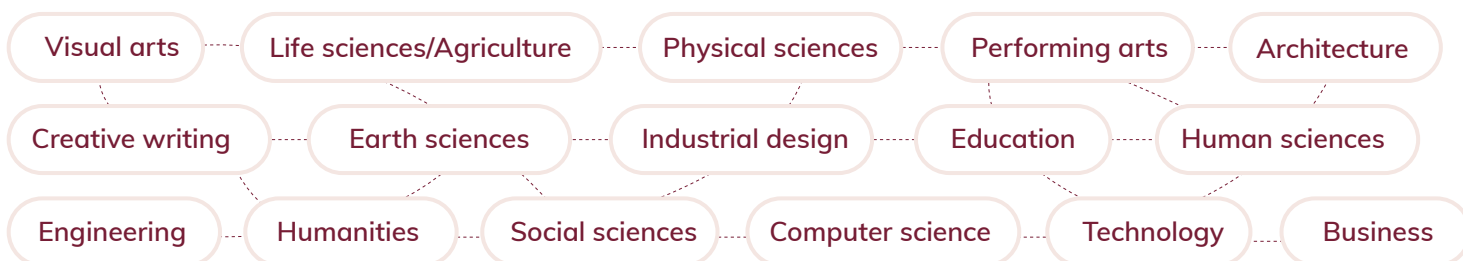 Visual arts Life sciences/Agriculture Physical sciences Performing arts Architecture
Creative writing Earth sciences Industrial design Education Human sciences
Engineering Humanities Social sciences Computer science Technology Business